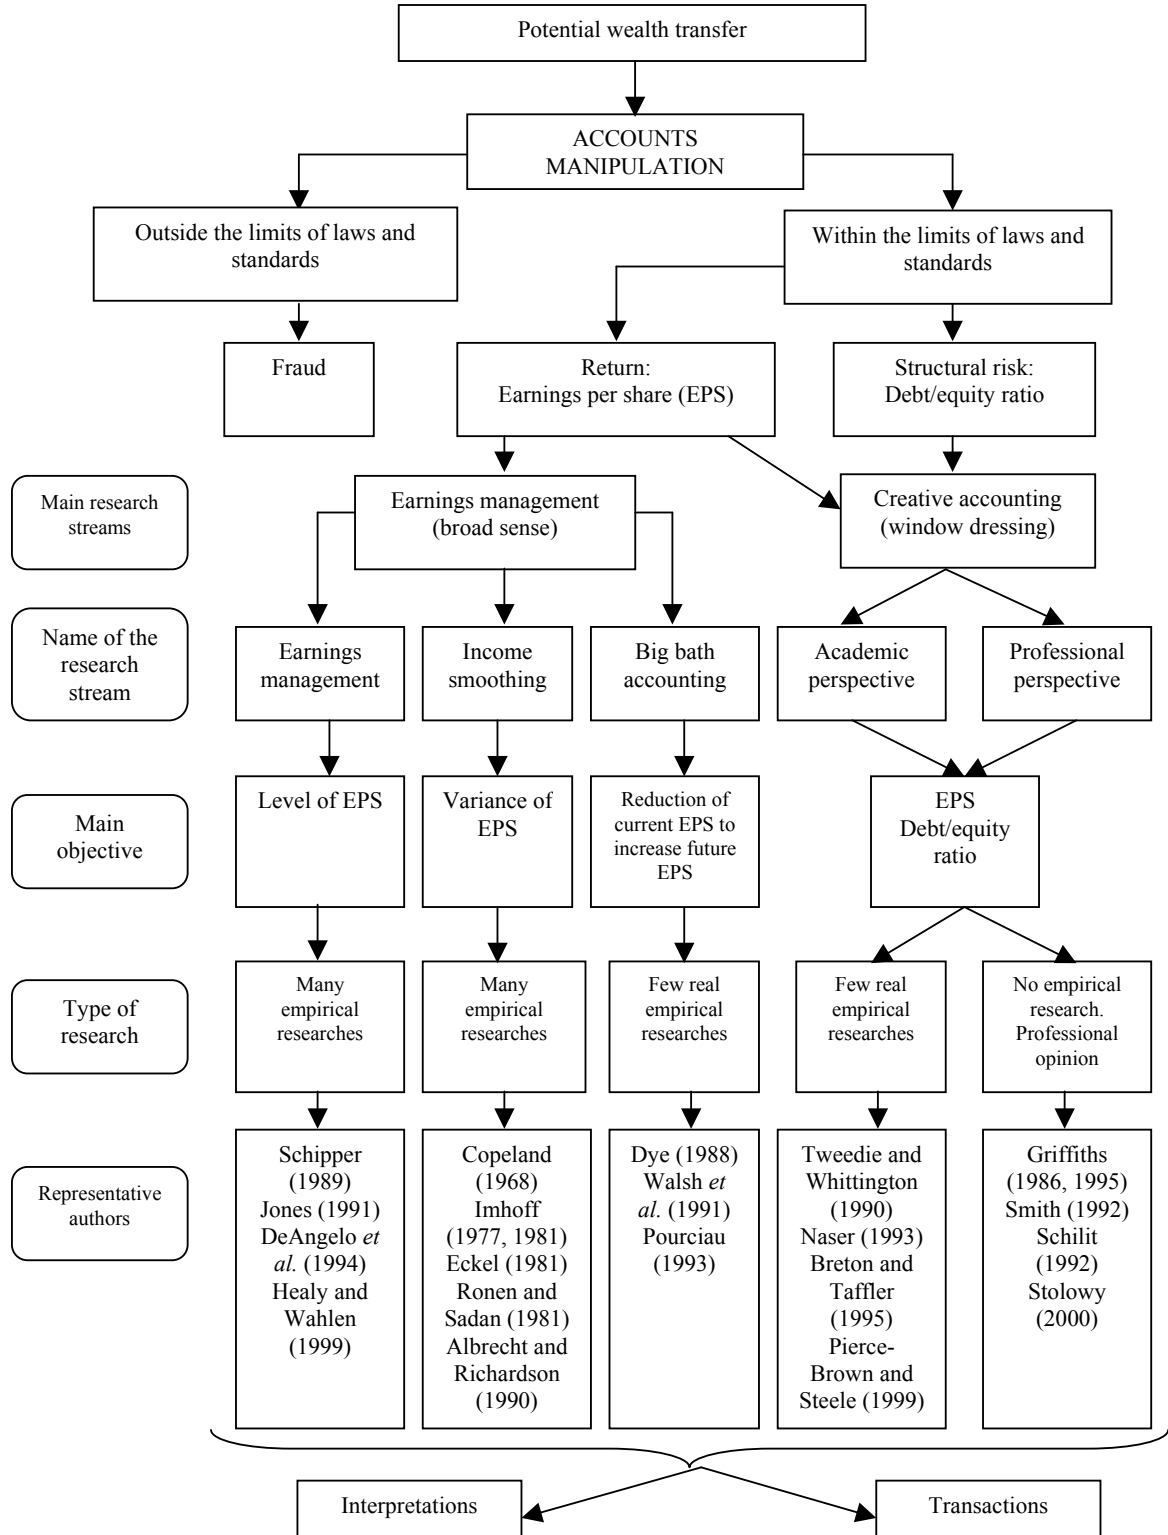 Potential wealth transfer
ACCOUNTS
MANIPULATION
Outside the limits of laws and
standards
Within the limits of laws and
standards
Fraud
Return:
Earnings per share (EPS)
Structural risk:
Debt/equity ratio
Main research
streams
Earnings management
(broad sense)
Creative accounting
(window dressing)
Name of the
research
stream
Earnings
management
Income
smoothing
Big bath
accounting
Academic
perspective
Professional
perspective
Main
objective
Level of EPS
Variance of
EPS
Reduction of
current EPS to
increase future
EPS
EPS
Debt/equity
ratio
Type of
research
Many
empirical
researches
Many
empirical
researches
Few real
empirical
researches
Few real
empirical
researches
No empirical
research.
Professional
opinion
Representative
authors
Schipper
(1989)
Jones (1991)
DeAngelo et
al. (1994)
Healy and
Wahlen
(1999)
Copeland
(1968)
Imhoff
(1977, 1981)
Eckel (1981)
Ronen and
Sadan (1981)
Albrecht and
Richardson
(1990)
Dye (1988)
Walsh et
al. (1991)
Pourciau
(1993)
Tweedie and
Whittington
(1990)
Naser (1993)
Breton and
Taffler
(1995)
Pierce-
Brown and
Steele (1999)
Griffiths
(1986, 1995)
Smith (1992)
Schilit
(1992)
Stolowy
(2000)
Interpretations
Transactions